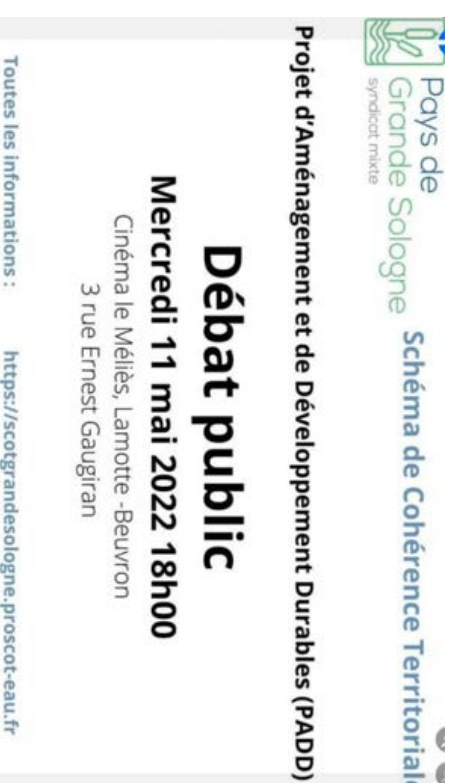 Pays de
Grande Sologne
syndicat mixte
Schéma de Cohérence Territoriale
Projet d'Aménagement et de Développement Durables (PADD)
Débat public
Mercredi 11 mai 2022 18h00
Cinéma le Méliès, Lamotte -Beuvron
3 rue Ernest Gaugiran
Toutes les informations : https://scotgrandesologne.proscot-eau.fr